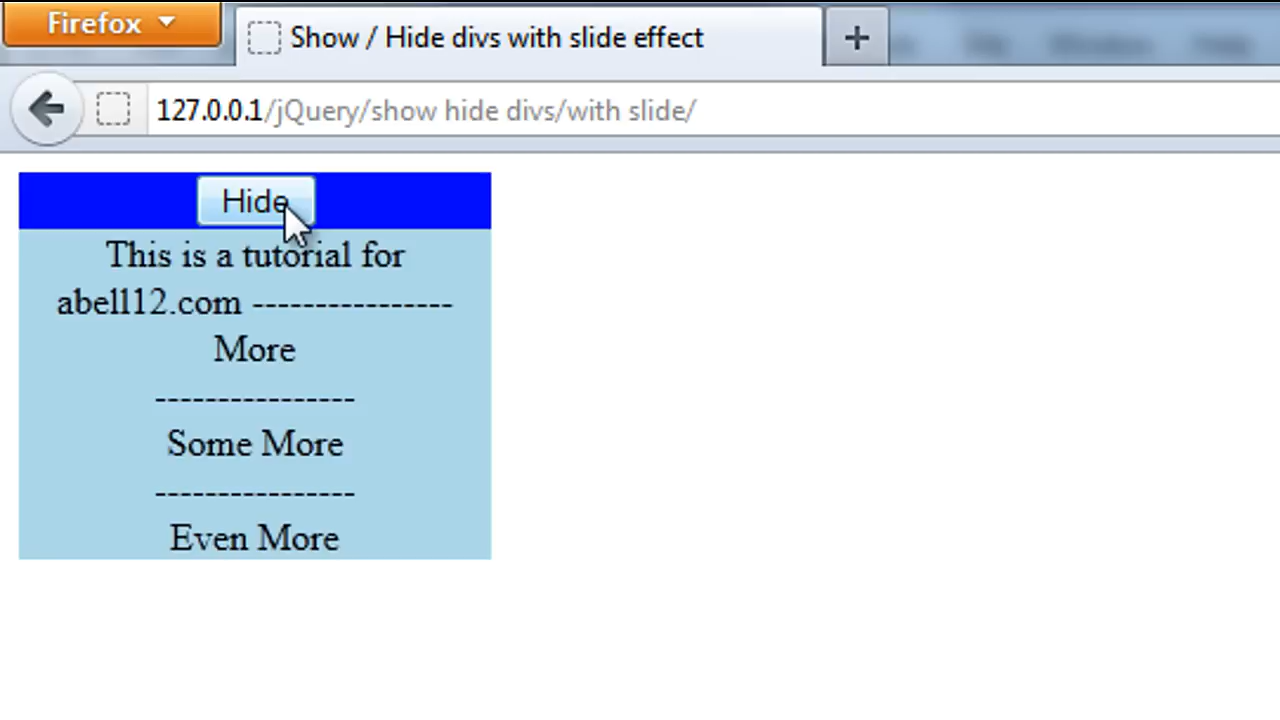 Firefox
Show / Hide divs with slide effect
127.0.0.1/jQuery/show hide divs/with slide/
Hide
This is a tutorial for
abell12.com ----------------
More
----------------
Some More
----------------
Even More